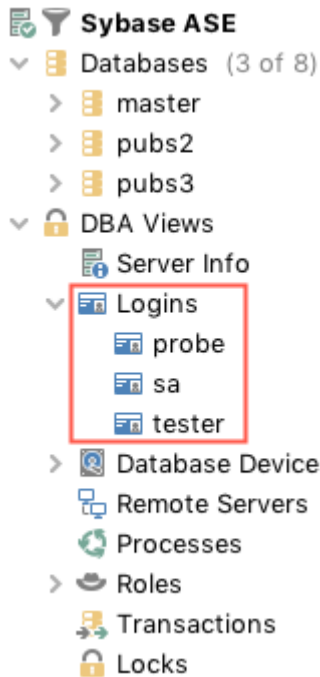 Sybase ASE
Databases (3 of 8)
master
pubs2
pubs3
DBA Views
Server Info
Logins
probe
sa
tester
Database Device
Remote Servers
Processes
Roles
Transactions
Locks